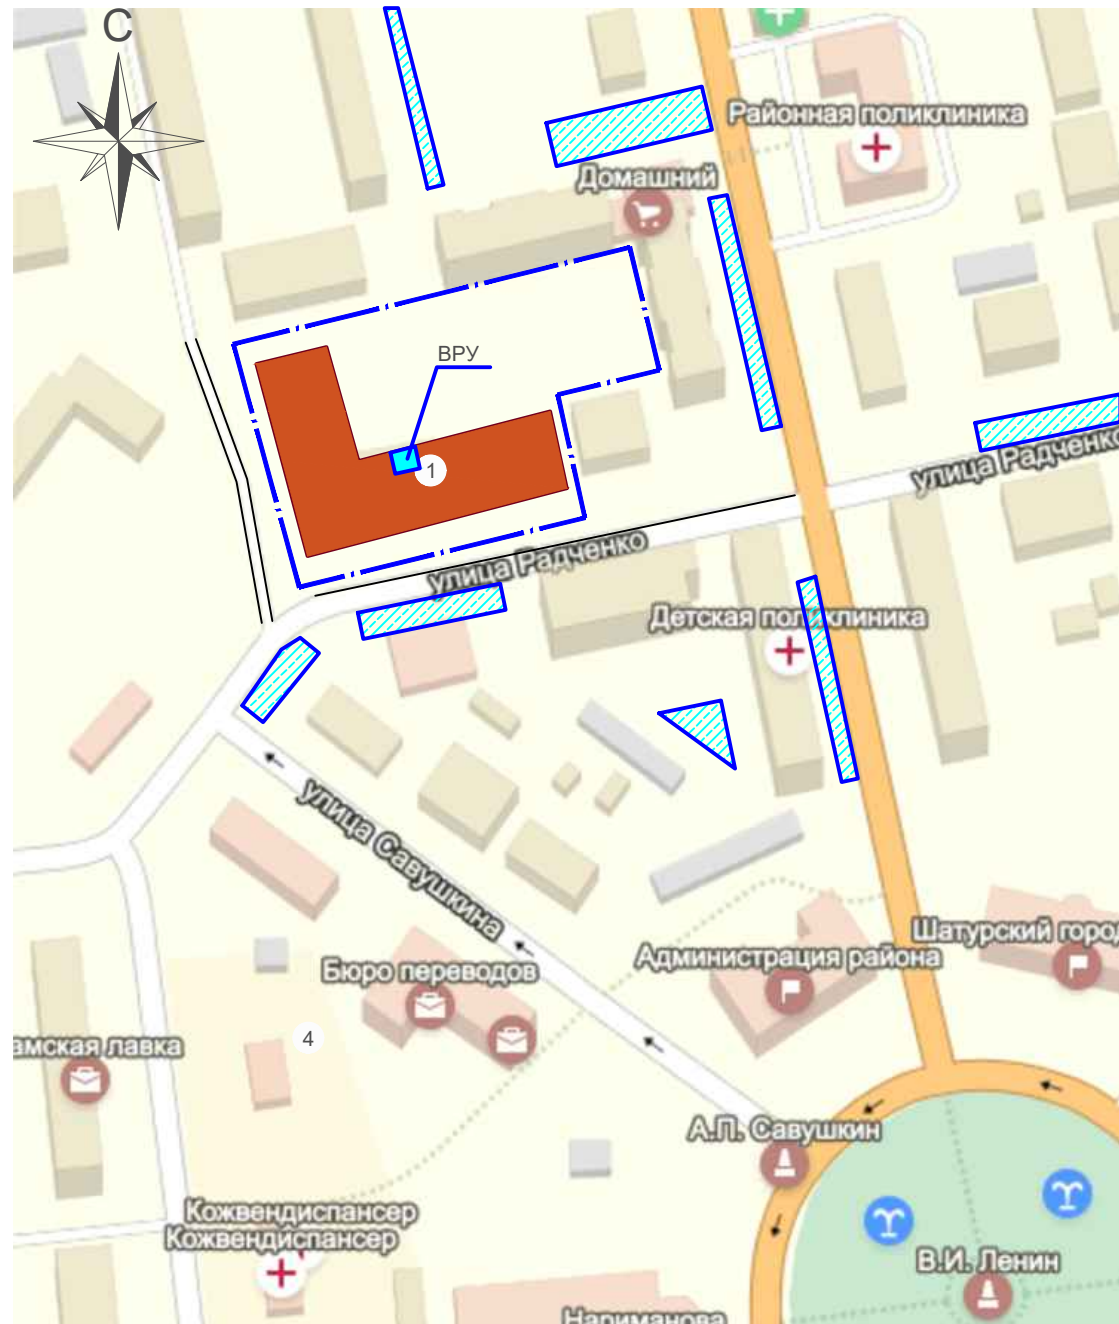 С
Районная поликлиника
Домашний
ВРУ
1
улица Радченко
улица Радченко
Детская поликлиника
улица Савушкина
Шатурский город
Администрация района
Бюро переводов
4
амская лавка
А.П. Савушкин
Кожвендиспансер
Кожвендиспансер
В.И. Ленин
Нариманова